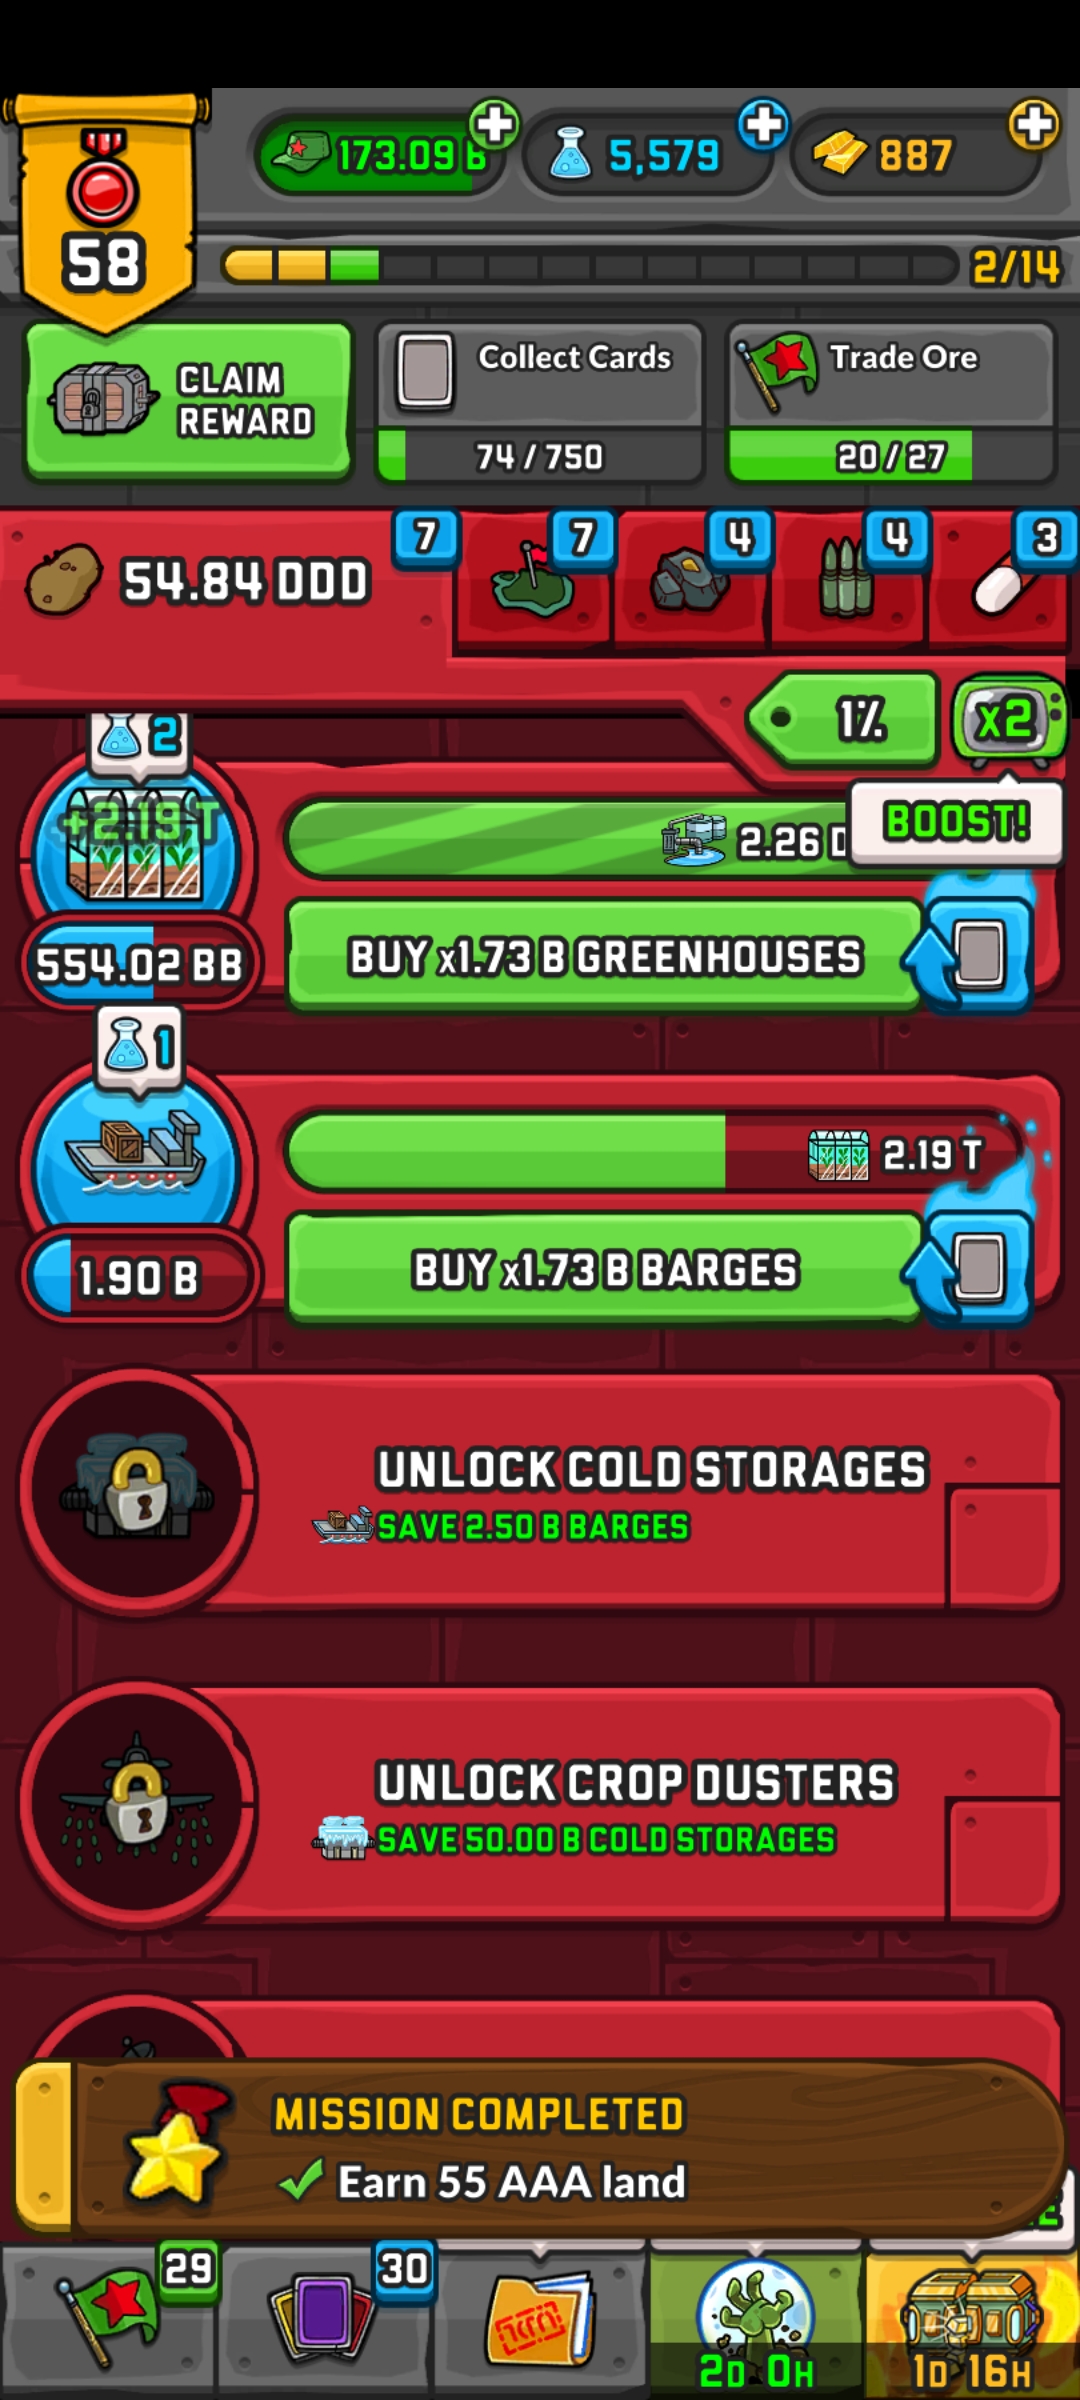 58
173.09 B
5,579
887
2/14
CLAIM
REWARD
Collect Cards
74 / 750
Trade Ore
20 / 27
54.84 DDD
7
7
4
4
3
1%
x2
BOOST!
2
+2.19 T
2.26
554.02 BB
BUY x1.73 B GREENHOUSES
1
2.19 T
1.90 B
BUY x1.73 B BARGES
UNLOCK COLD STORAGES
SAVE 2.50 B BARGES
UNLOCK CROP DUSTERS
SAVE 50.00 B COLD STORAGES
MISSION COMPLETED
Earn 55 AAA land
29
30
2D 0H
1D 16H